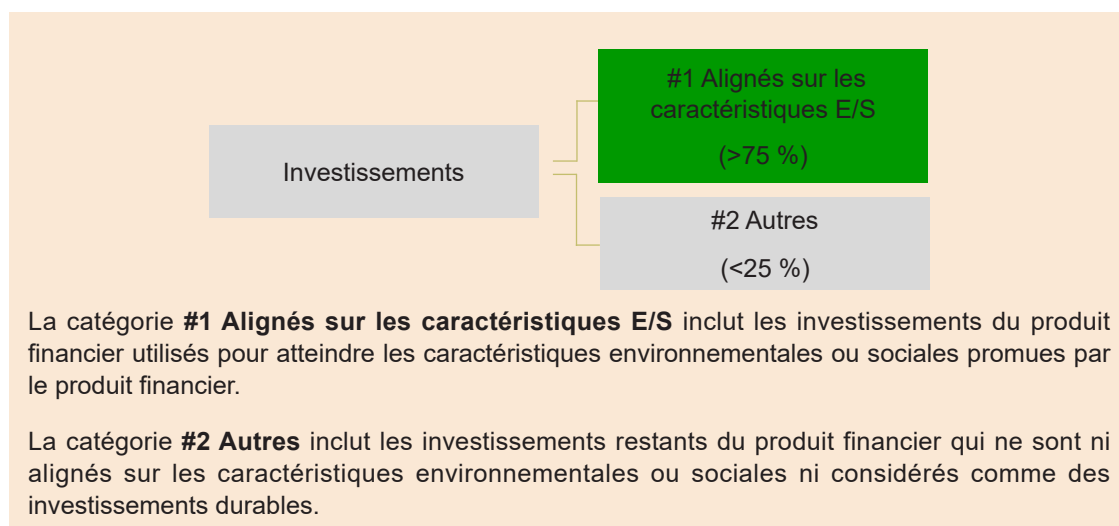 #1 Alignés sur les
caractéristiques E/S
(>75 %)
Investissements
#2 Autres
(<25 %)
La catégorie #1 Alignés sur les caractéristiques E/S inclut les investissements du produit
financier utilisés pour atteindre les caractéristiques environnementales ou sociales promues par
le produit financier.
La catégorie #2 Autres inclut les investissements restants du produit financier qui ne sont ni
alignés sur les caractéristiques environnementales ou sociales ni considérés comme des
investissements durables.